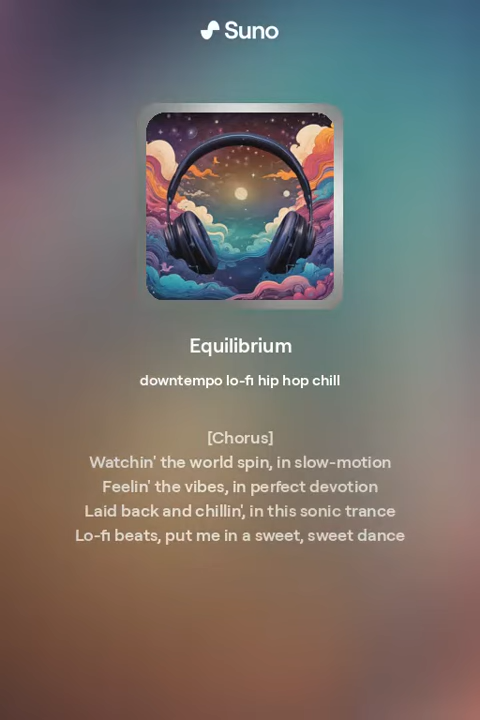 Suno
Equilibrium
downtempo lo-fi hip hop chill
[Chorus]
Watchin' the world spin, in slow-motion
Feelin' the vibes, in perfect devotion
Laid back and chillin', in this sonic trance
Lo-fi beats, put me in a sweet, sweet dance